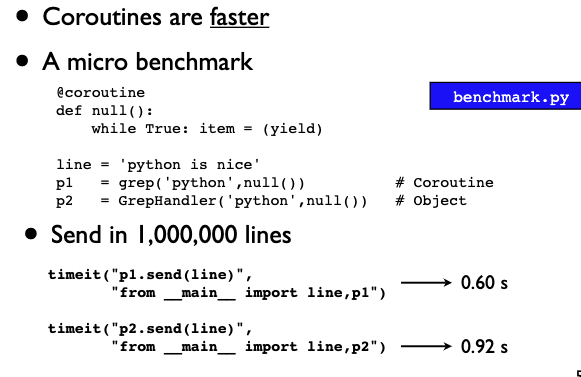 • Coroutines are faster
• A micro benchmark
@coroutine
def null():
    while True: item = (yield)
benchmark.py
line = 'python is nice'
p1   = grep('python',null())          # Coroutine
p2   = GrepHandler('python',null())   # Object
• Send in 1,000,000 lines
timeit("p1.send(line)",
       "from __main__ import line,p1")
0.60 s
timeit("p2.send(line)",
       "from __main__ import line,p2")
0.92 s